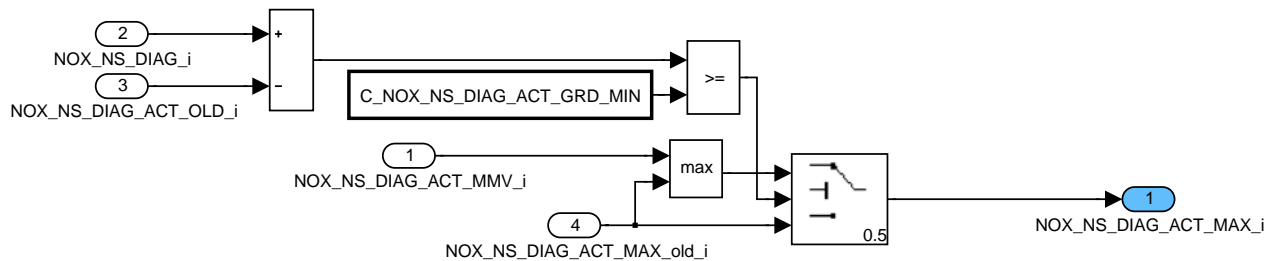 2
NOX_NS_DIAG_i
+
−
3
NOX_NS_DIAG_ACT_OLD_i
C_NOX_NS_DIAG_ACT_GRD_MIN
>=
1
NOX_NS_DIAG_ACT_MMV_i
max
4
NOX_NS_DIAG_ACT_MAX_old_i
0.5
1
NOX_NS_DIAG_ACT_MAX_i